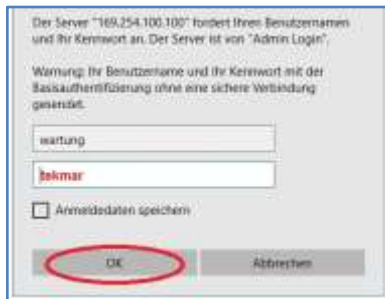 Der Server "169.254.100.100" fordert Ihren Benutzernamen
und Ihr Kennwort an. Der Server ist von "Admin Login".
Warnung: Ihr Benutzername und Ihr Kennwort mit der
Basisauthentifizierung ohne eine sichere Verbindung
gesendet.
wartung
tekmar
Anmeldedaten speichern
OK
Abbrechen